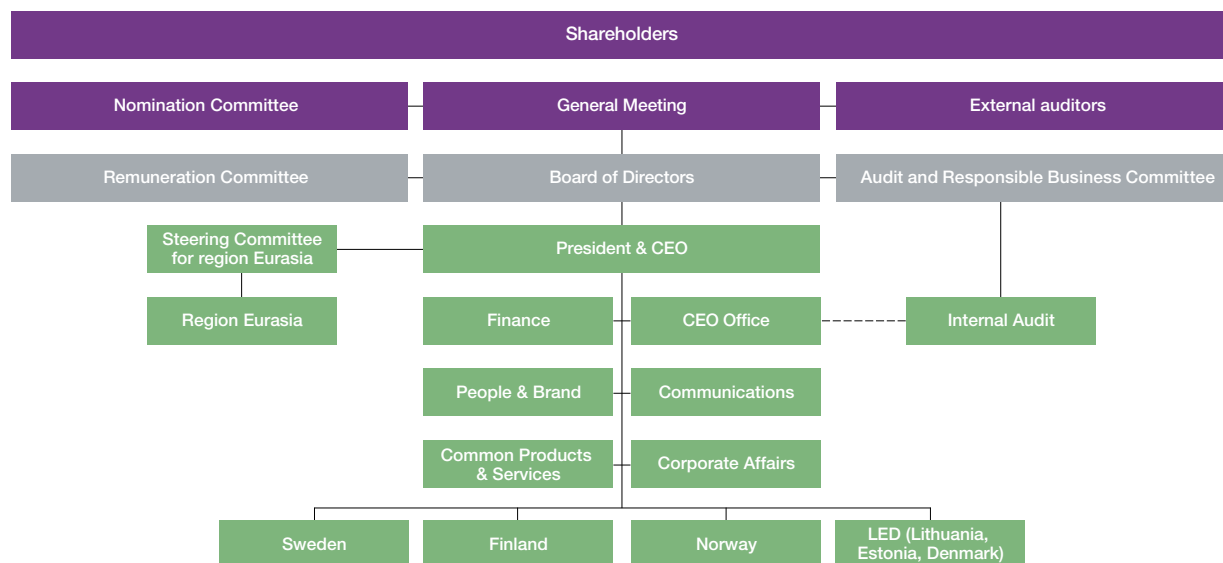 Shareholders
Nomination Committee
General Meeting
External auditors
Remuneration Committee
Board of Directors
Audit and Responsible Business Committee
Steering Committee
for region Eurasia
President & CEO
Region Eurasia
Finance
CEO Office
Internal Audit
People & Brand
Communications
Common Products
& Services
Corporate Affairs
Sweden
Finland
Norway
LED (Lithuania,
Estonia, Denmark)